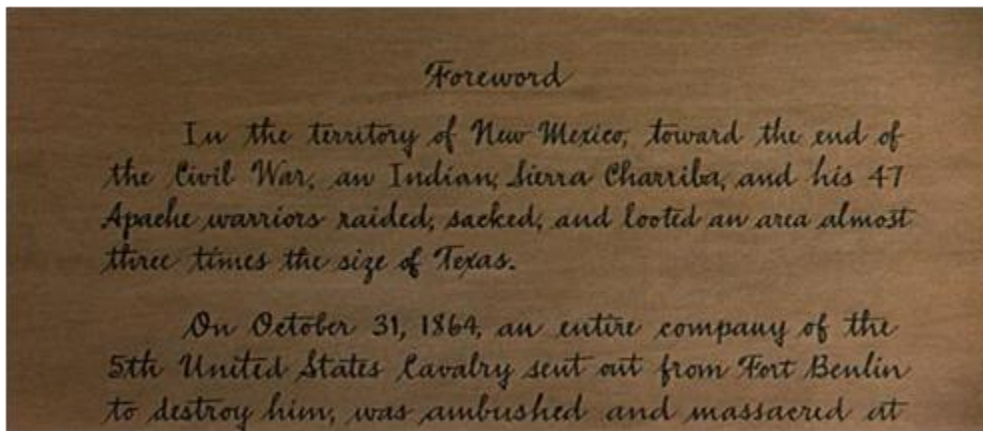 Foreword
In the territory of New Mexico, toward the end of
the Civil War, an Indian, Sierra Charriba, and his 47
Apache warriors raided, sacked, and looted an area almost
three times the size of Texas.
On October 31, 1864, an entire company of the
5th United States Cavalry sent out from Fort Benlin
to destroy him, was ambushed and massacred at